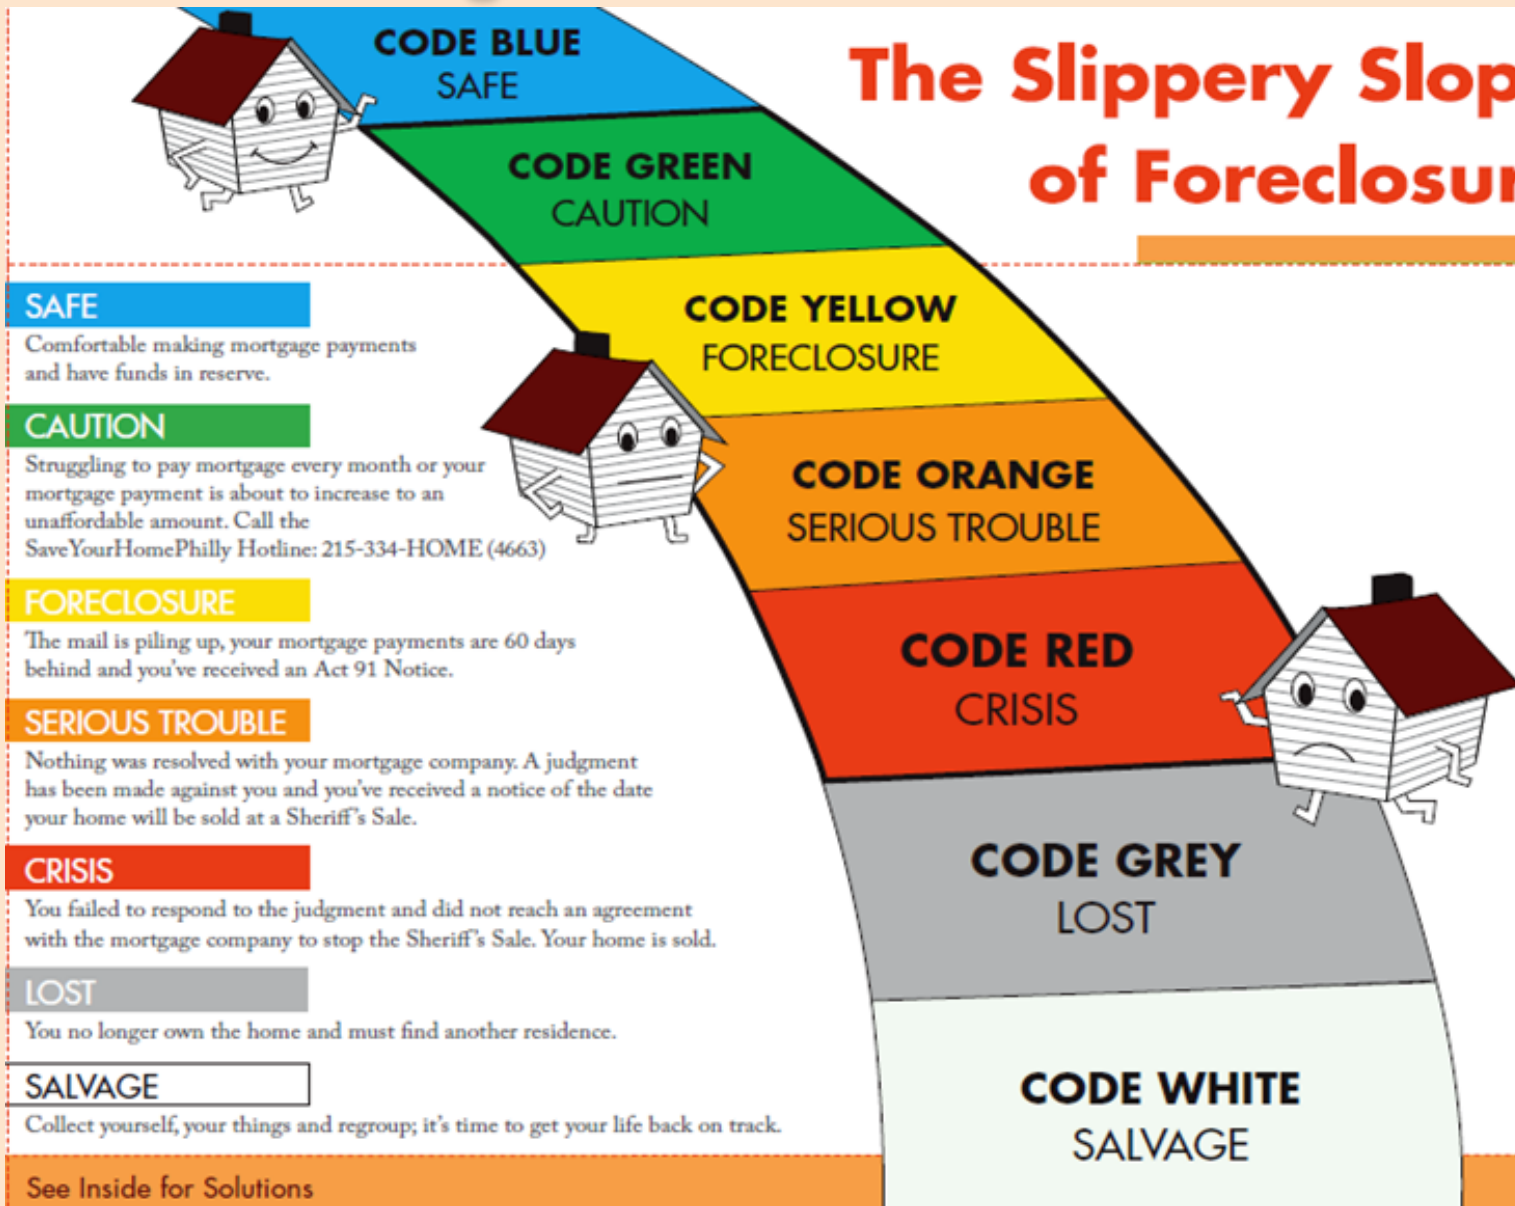 CODE BLUE
SAFE
The Slippery Slop
of Foreclosur
CODE GREEN
CAUTION
CODE YELLOW
FORECLOSURE
CODE ORANGE
SERIOUS TROUBLE
CODE RED
CRISIS
CODE GREY
LOST
CODE WHITE
SALVAGE
SAFE
Comfortable making mortgage payments
and have funds in reserve.
CAUTION
Struggling to pay mortgage every month or your
mortgage payment is about to increase to an
unaffordable amount. Call the
SaveYourHomePhilly Hotline: 215-334-HOME (4663)
FORECLOSURE
The mail is piling up, your mortgage payments are 60 days
behind and you've received an Act 91 Notice.
SERIOUS TROUBLE
Nothing was resolved with your mortgage company. A judgment
has been made against you and you've received a notice of the date
your home will be sold at a Sheriff's Sale.
CRISIS
You failed to respond to the judgment and did not reach an agreement
with the mortgage company to stop the Sheriff's Sale. Your home is sold.
LOST
You no longer own the home and must find another residence.
SALVAGE
Collect yourself, your things and regroup; it's time to get your life back on track.
See Inside for Solutions